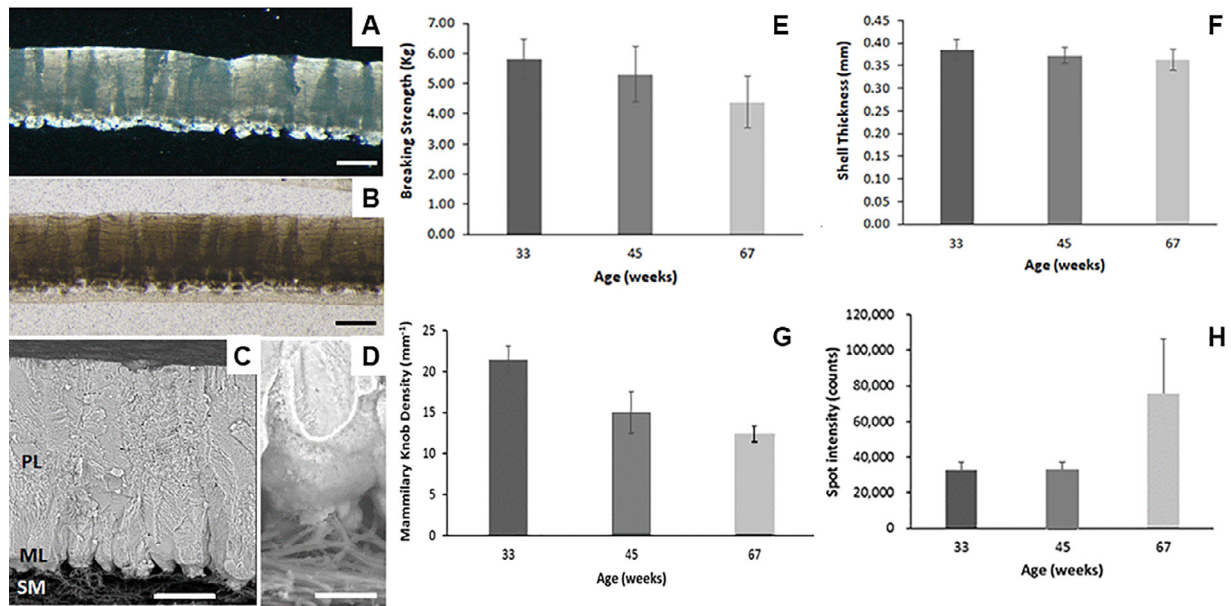 A
B
C
D
PL
ML
SM
E
7.00
6.00
5.00
4.00
3.00
2.00
1.00
0.00
Breaking Strength (Kg)
33
45
67
Age (weeks)
F
0.45
0.40
0.35
0.30
0.25
0.20
0.15
0.10
0.05
0.00
Shell Thickness (mm)
33
45
67
Age (weeks)
G
25
20
15
10
5
0
Mammilary Knob Density (mm⁻¹)
33
45
67
Age (weeks)
H
120,000
100,000
80,000
60,000
40,000
20,000
0
Spot intensity (counts)
33
45
67
Age (weeks)